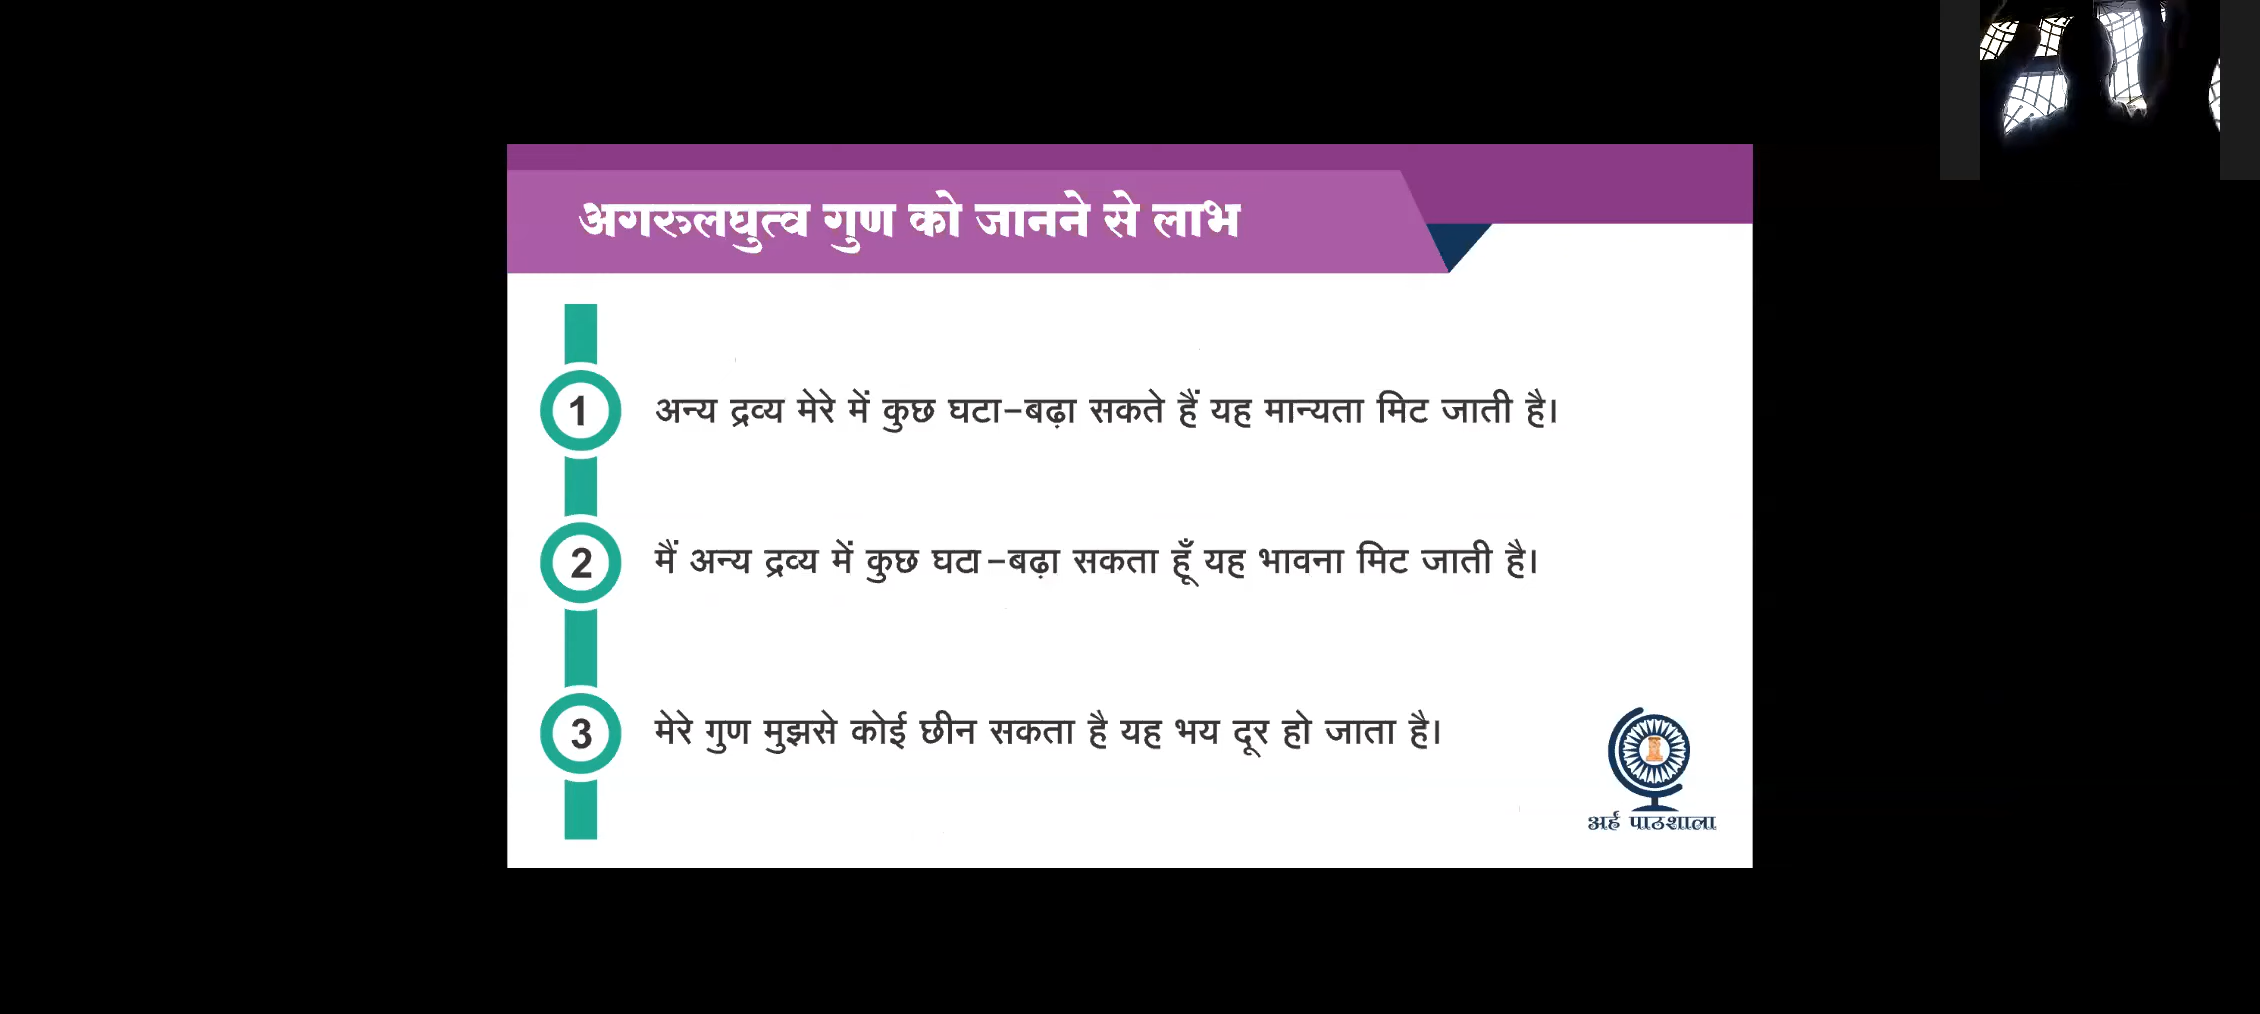 अगरुलघुत्व गुण को जानने से लाभ
1 अन्य द्रव्य मेरे में कुछ घटा-बढ़ा सकते हैं यह मान्यता मिट जाती है।
2 मैं अन्य द्रव्य में कुछ घटा-बढ़ा सकता हूँ यह भावना मिट जाती है।
3 मेरे गुण मुझसे कोई छीन सकता है यह भय दूर हो जाता है।
अर्हं पाठशाला